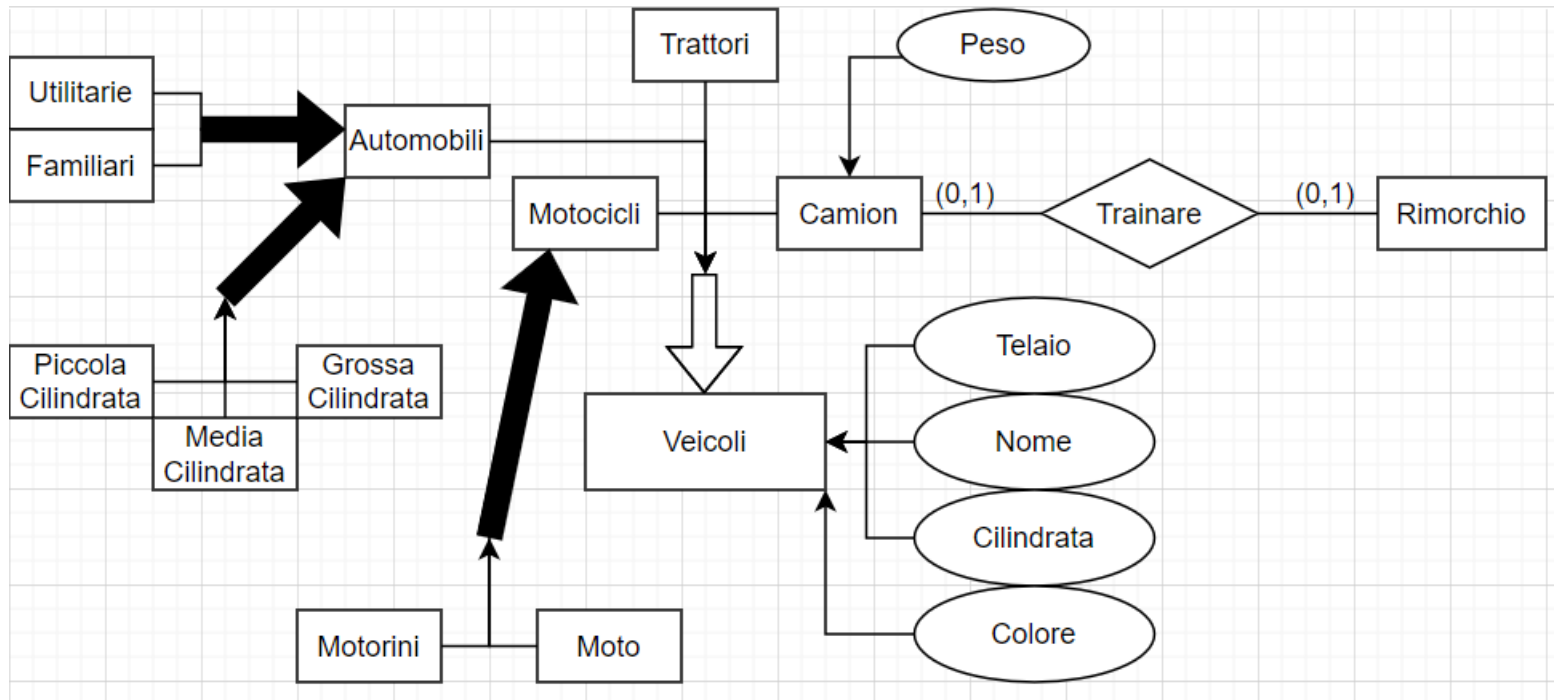 Trattori
Peso
Utilitarie
Automobili
Familiari
Motocicli
Camion
(0,1)
Trainare
(0,1)
Rimorchio
Piccola
Cilindrata
Grossa
Cilindrata
Media
Cilindrata
Veicoli
Telaio
Nome
Cilindrata
Colore
Motorini
Moto